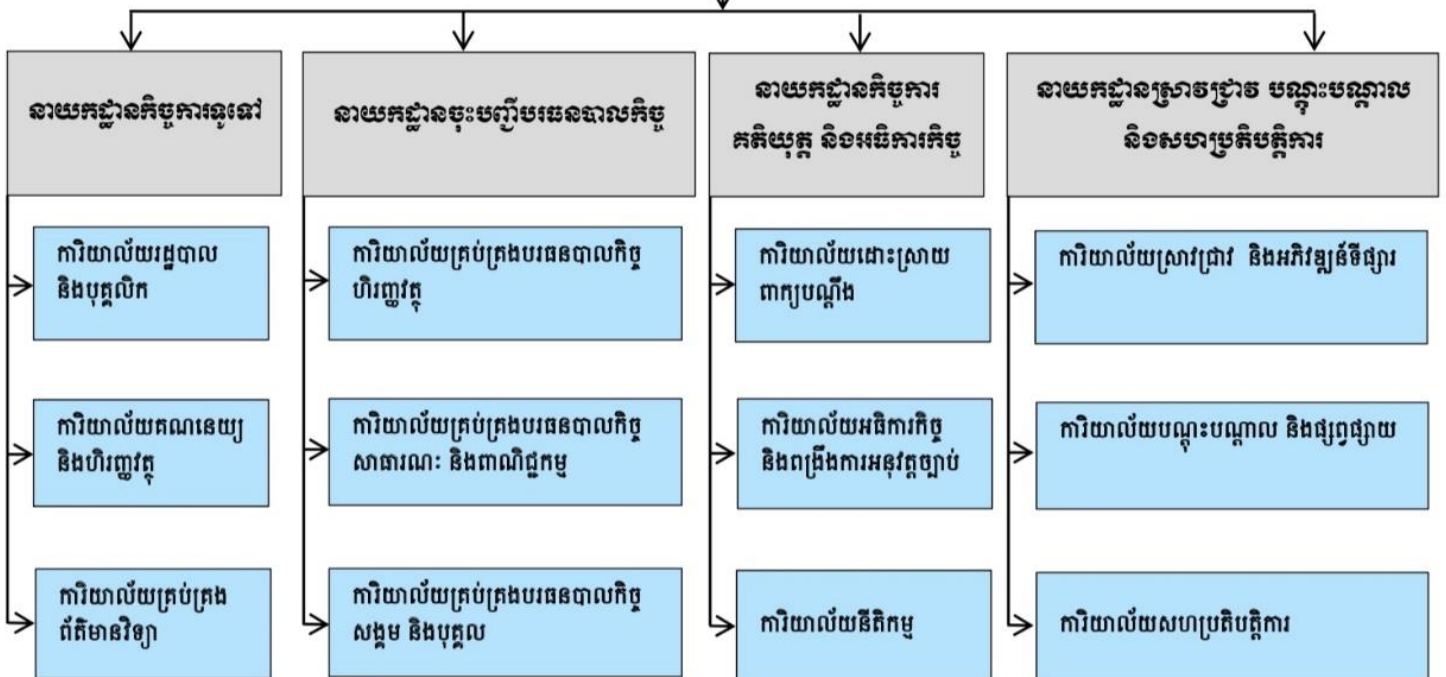 នាយកដ្ឋានកិច្ចការទូទៅ
ការិយាល័យរដ្ឋបាល
និងបុគ្គលិក
ការិយាល័យគណនេយ្យ
និងហិរញ្ញវត្ថុ
ការិយាល័យគ្រប់គ្រង
ព័ត៌មានវិទ្យា
នាយកដ្ឋានចុះបញ្ជីបរធនបាលកិច្ច
ការិយាល័យគ្រប់គ្រងបរធនបាលកិច្ច
ហិរញ្ញវត្ថុ
ការិយាល័យគ្រប់គ្រងបរធនបាលកិច្ច
សាធារណៈ និងពាណិជ្ជកម្ម
ការិយាល័យគ្រប់គ្រងបរធនបាលកិច្ច
សង្គម និងបុគ្គល
នាយកដ្ឋានកិច្ចការ
គតិយុត្ត និងអធិការកិច្ច
ការិយាល័យដោះស្រាយ
ពាក្យបណ្តឹង
ការិយាល័យអធិការកិច្ច
និងពង្រឹងការអនុវត្តច្បាប់
ការិយាល័យនីតិកម្ម
នាយកដ្ឋានស្រាវជ្រាវ បណ្តុះបណ្តាល
និងសហប្រតិបត្តិការ
ការិយាល័យស្រាវជ្រាវ និងអភិវឌ្ឍន៍ទីផ្សារ
ការិយាល័យបណ្តុះបណ្តាល និងផ្សព្វផ្សាយ
ការិយាល័យសហប្រតិបត្តិការ